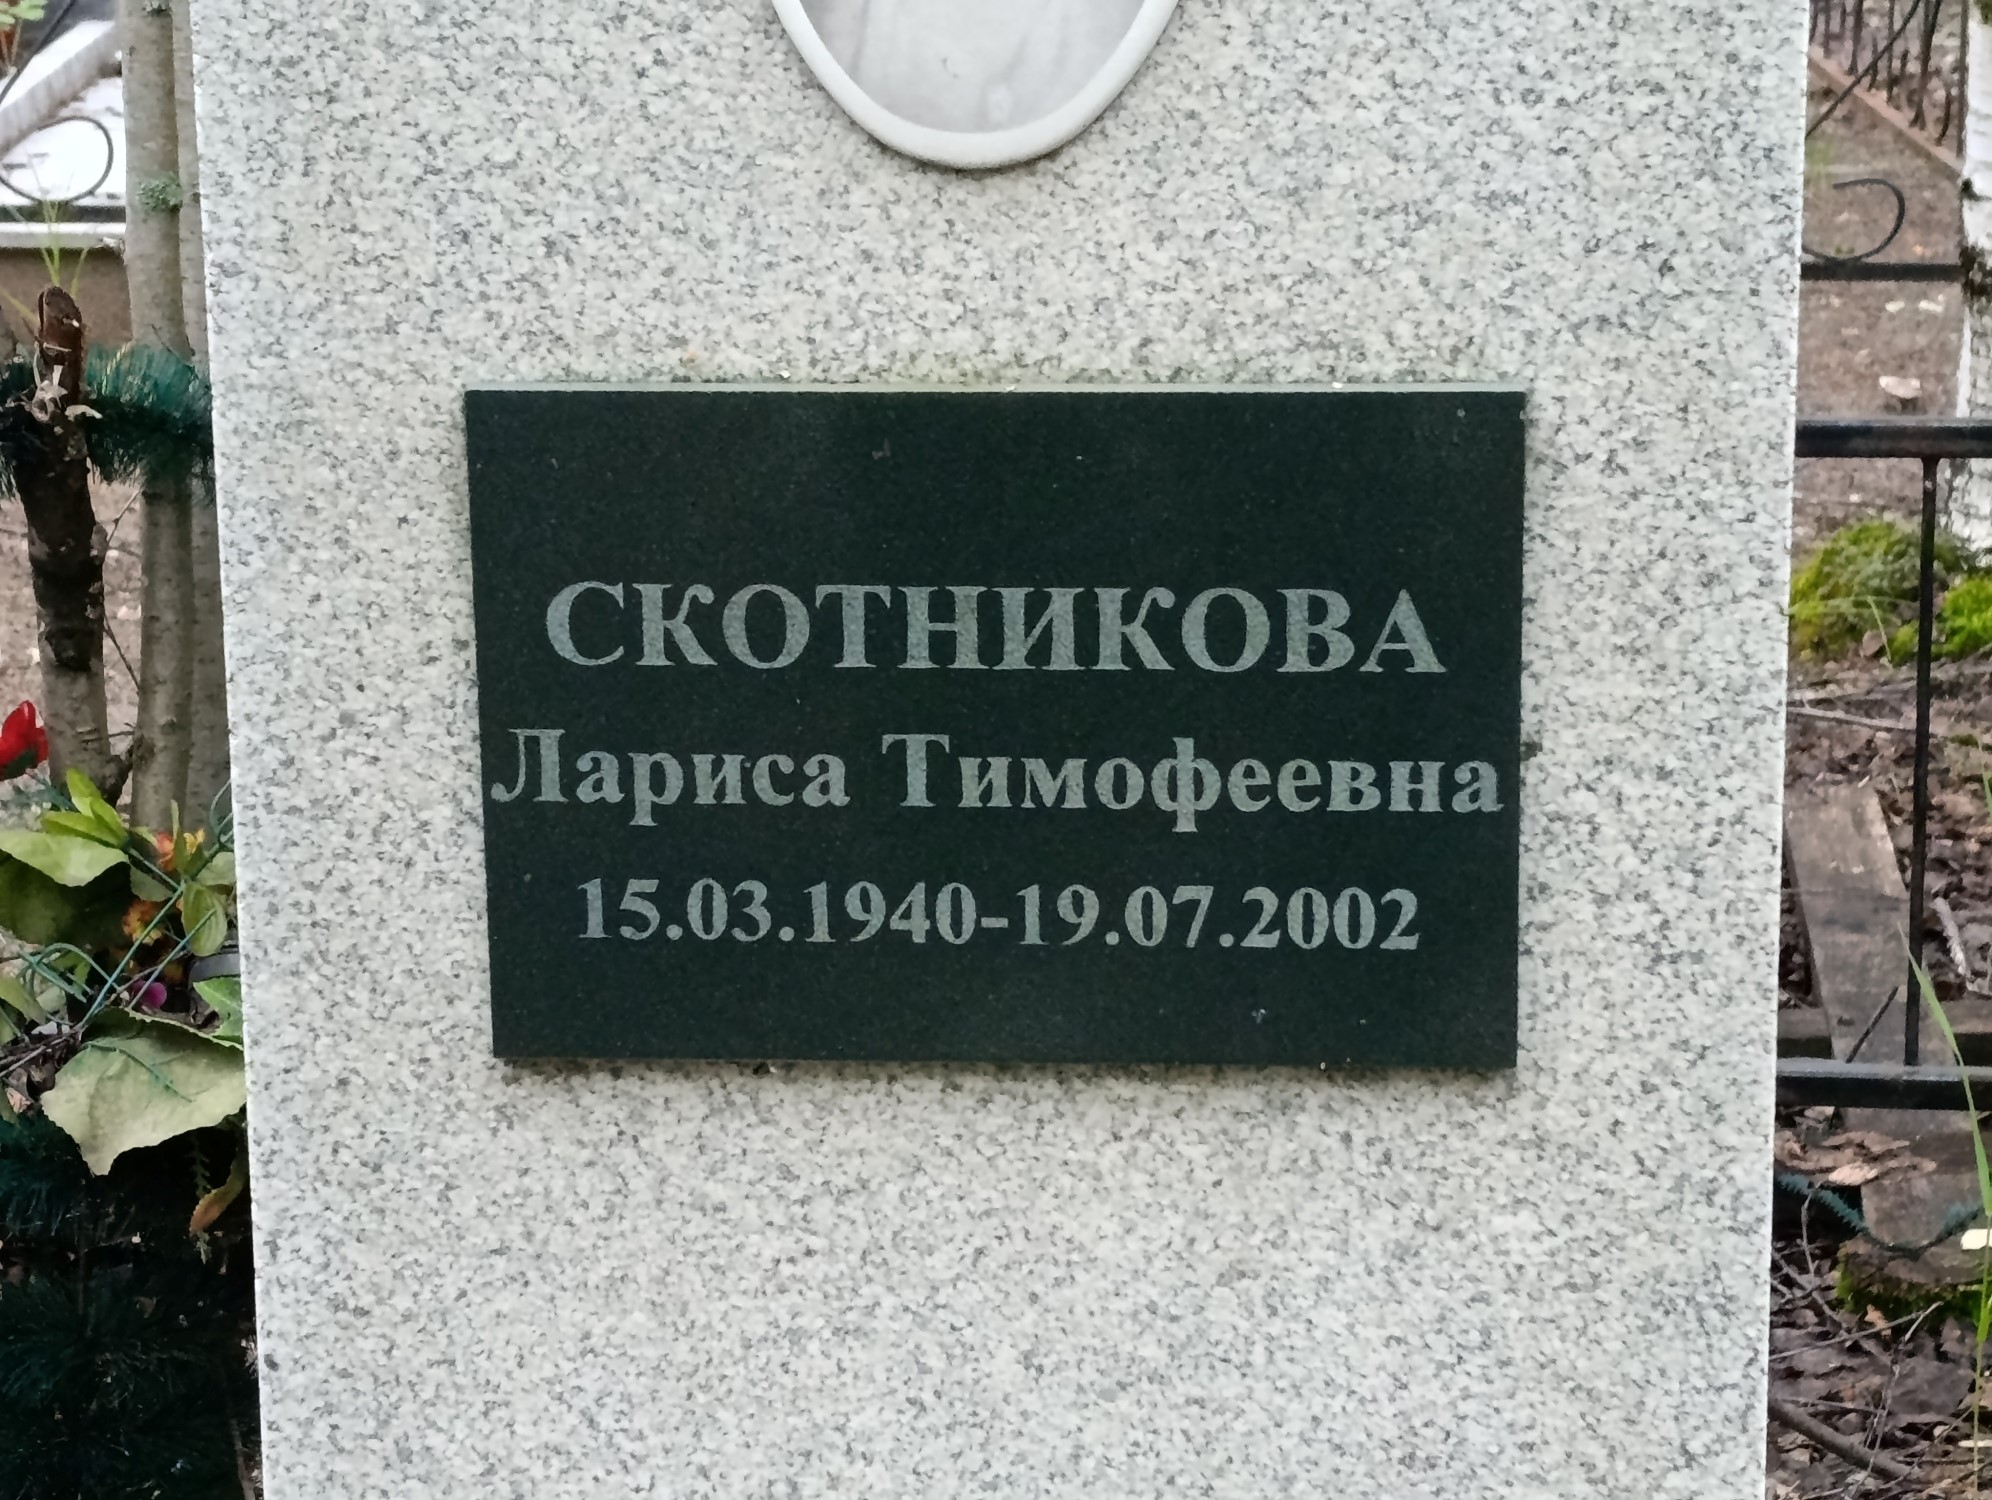 СКОТНИКОВА
Лариса Тимофеевна
15.03.1940-19.07.2002